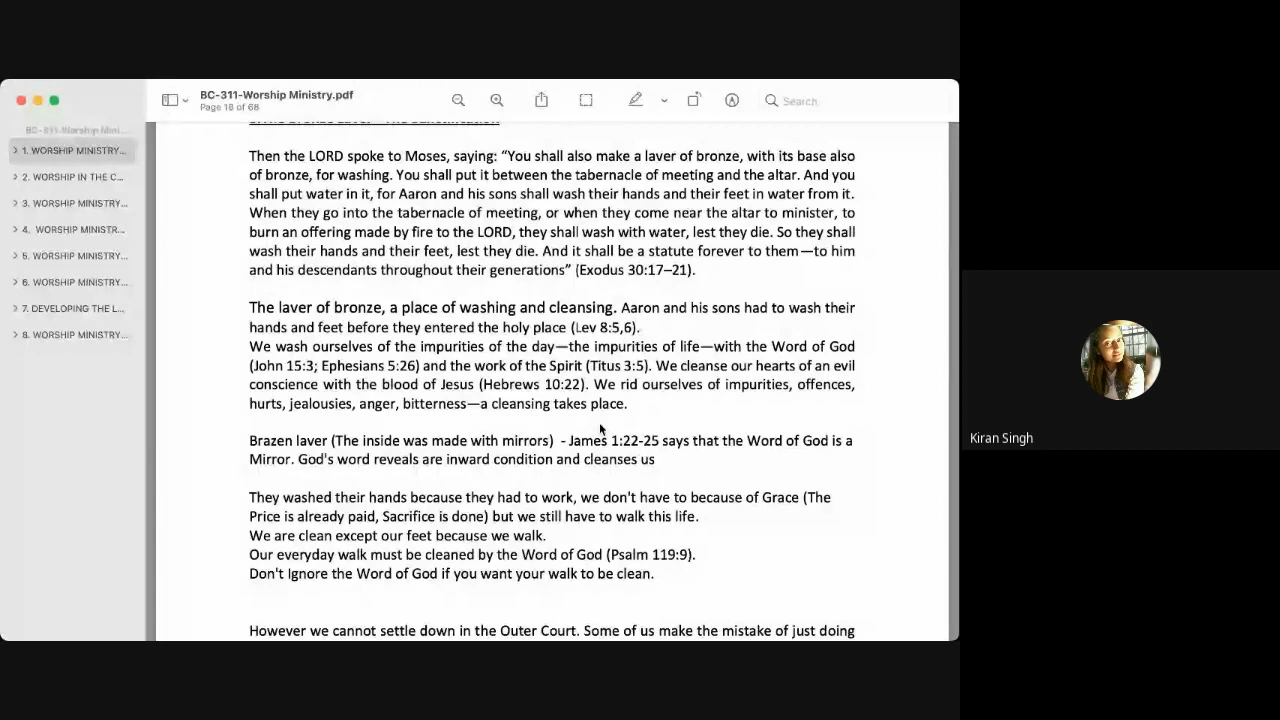 BC-311-Worship Ministry.pdf
Page 18 of 68
Search
BC-311-Worship Mini...
1. WORSHIP MINISTRY...
2. WORSHIP IN THE C...
3. WORSHIP MINISTRY...
4. WORSHIP MINISTR...
5. WORSHIP MINISTRY...
6. WORSHIP MINISTRY...
7. DEVELOPING THE L...
8. WORSHIP MINISTRY...
Then the LORD spoke to Moses, saying: “You shall also make a laver of bronze, with its base also
of bronze, for washing. You shall put it between the tabernacle of meeting and the altar. And you
shall put water in it, for Aaron and his sons shall wash their hands and their feet in water from it.
When they go into the tabernacle of meeting, or when they come near the altar to minister, to
burn an offering made by fire to the LORD, they shall wash with water, lest they die. So they shall
wash their hands and their feet, lest they die. And it shall be a statute forever to them—to him
and his descendants throughout their generations” (Exodus 30:17–21).
The laver of bronze, a place of washing and cleansing. Aaron and his sons had to wash their
hands and feet before they entered the holy place (Lev 8:5,6).
We wash ourselves of the impurities of the day—the impurities of life—with the Word of God
(John 15:3; Ephesians 5:26) and the work of the Spirit (Titus 3:5). We cleanse our hearts of an evil
conscience with the blood of Jesus (Hebrews 10:22). We rid ourselves of impurities, offences,
hurts, jealousies, anger, bitterness—a cleansing takes place.
Brazen laver (The inside was made with mirrors)  - James 1:22-25 says that the Word of God is a
Mirror. God's word reveals are inward condition and cleanses us
They washed their hands because they had to work, we don't have to because of Grace (The
Price is already paid, Sacrifice is done) but we still have to walk this life.
We are clean except our feet because we walk.
Our everyday walk must be cleaned by the Word of God (Psalm 119:9).
Don't Ignore the Word of God if you want your walk to be clean.
However we cannot settle down in the Outer Court. Some of us make the mistake of just doing
Kiran Singh